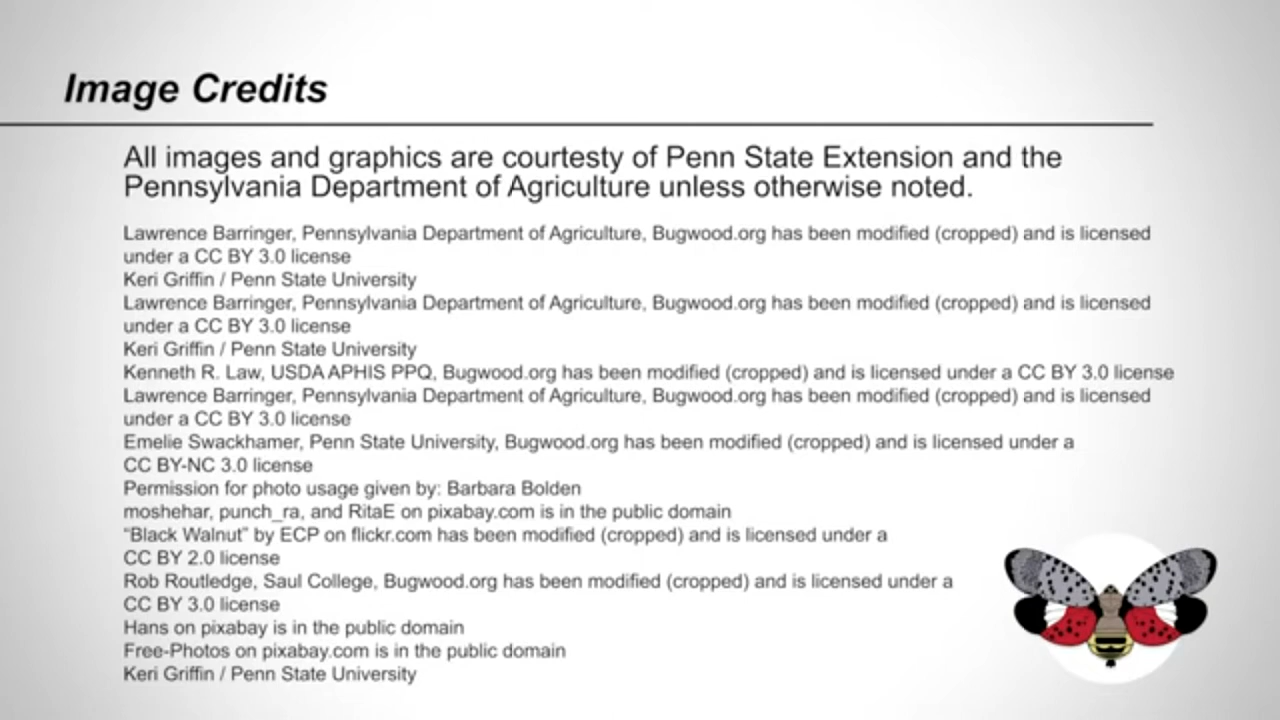 Image Credits
All images and graphics are courtesty of Penn State Extension and the
Pennsylvania Department of Agriculture unless otherwise noted.
Lawrence Barringer, Pennsylvania Department of Agriculture, Bugwood.org has been modified (cropped) and is licensed
under a CC BY 3.0 license
Keri Griffin / Penn State University
Lawrence Barringer, Pennsylvania Department of Agriculture, Bugwood.org has been modified (cropped) and is licensed
under a CC BY 3.0 license
Keri Griffin / Penn State University
Kenneth R. Law, USDA APHIS PPQ, Bugwood.org has been modified (cropped) and is licensed under a CC BY 3.0 license
Lawrence Barringer, Pennsylvania Department of Agriculture, Bugwood.org has been modified (cropped) and is licensed
under a CC BY 3.0 license
Emelie Swackhamer, Penn State University, Bugwood.org has been modified (cropped) and is licensed under a
CC BY-NC 3.0 license
Permission for photo usage given by: Barbara Bolden
moshehar, punch_ra, and RitaE on pixabay.com is in the public domain
“Black Walnut” by ECP on flickr.com has been modified (cropped) and is licensed under a
CC BY 2.0 license
Rob Routledge, Saul College, Bugwood.org has been modified (cropped) and is licensed under a
CC BY 3.0 license
Hans on pixabay is in the public domain
Free-Photos on pixabay.com is in the public domain
Keri Griffin / Penn State University